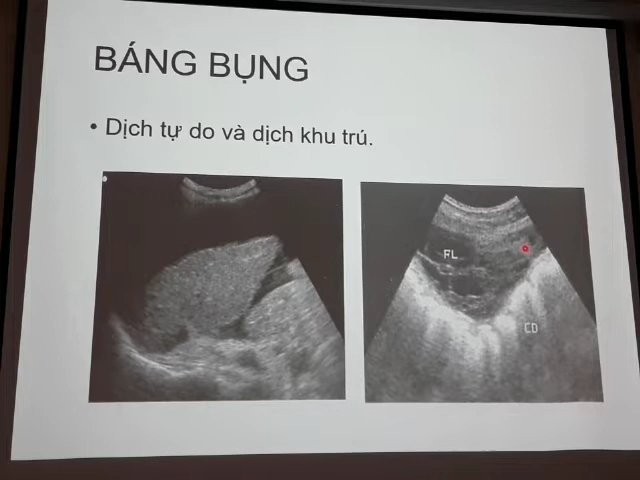 BÁNG BỤNG
• Dịch tự do và dịch khu trú.
FL
CD